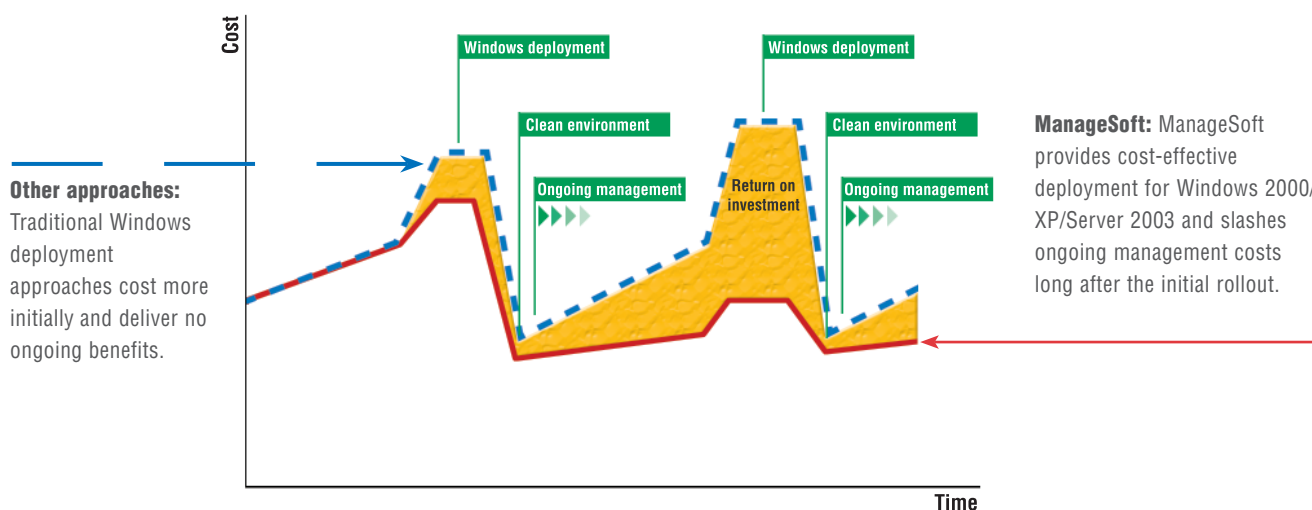 Cost
Windows deployment
Windows deployment
Clean environment
Clean environment
Ongoing management
Ongoing management
Return on
investment
Other approaches:
Traditional Windows
deployment
approaches cost more
initially and deliver no
ongoing benefits.
ManageSoft: ManageSoft
provides cost-effective
deployment for Windows 2000/
XP/Server 2003 and slashes
ongoing management costs
long after the initial rollout.
Time